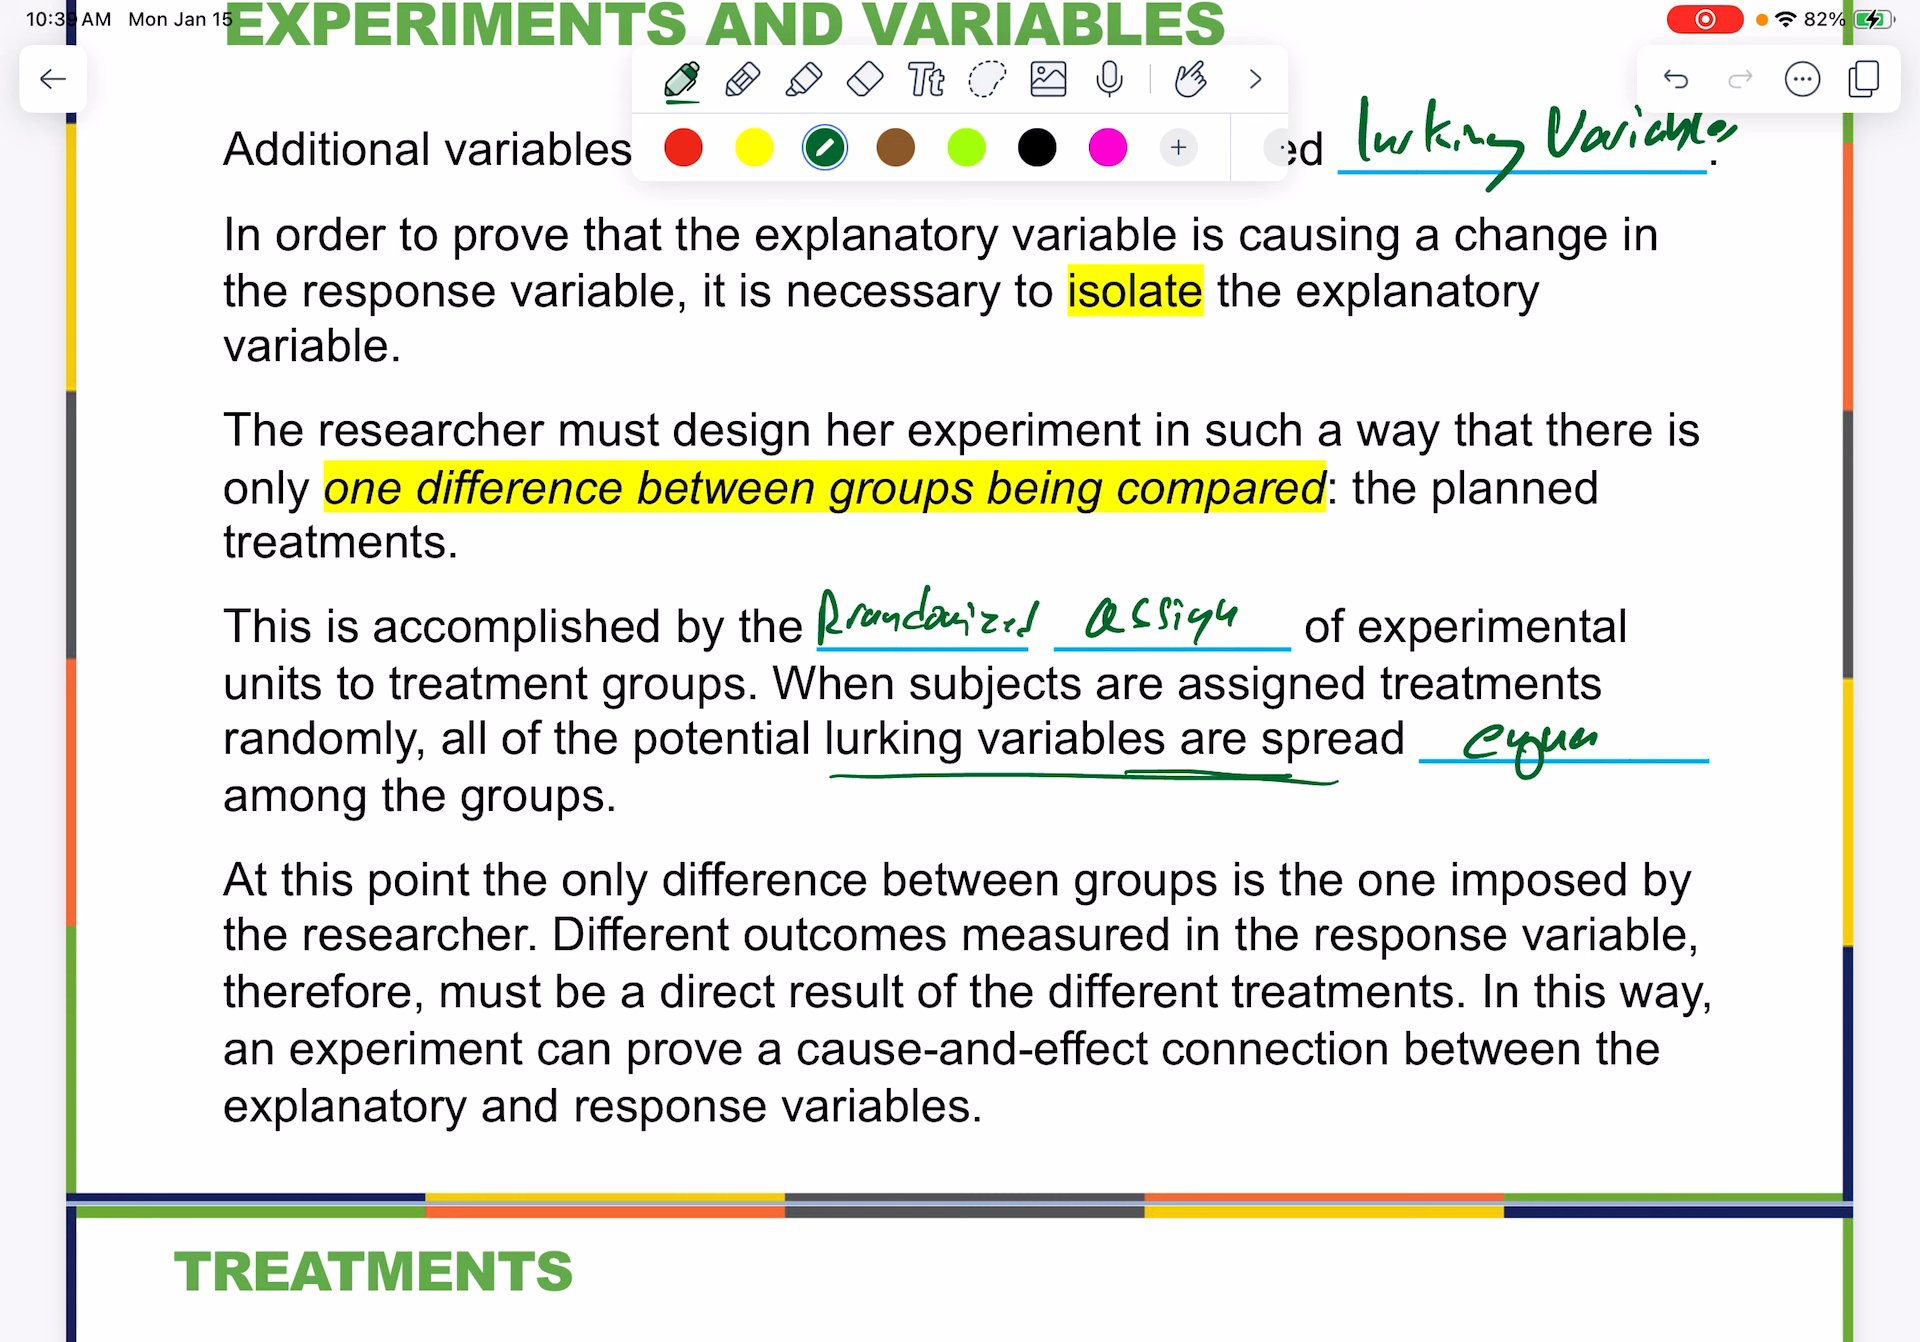 10:39 AM Mon Jan 15
82%
EXPERIMENTS AND VARIABLES
Tt
Additional variables ed lurking Variables.
In order to prove that the explanatory variable is causing a change in
the response variable, it is necessary to isolate the explanatory
variable.
The researcher must design her experiment in such a way that there is
only one difference between groups being compared: the planned
treatments.
This is accomplished by the Rrandomized assign of experimental
units to treatment groups. When subjects are assigned treatments
randomly, all of the potential lurking variables are spread
among the groups.
At this point the only difference between groups is the one imposed by
the researcher. Different outcomes measured in the response variable,
therefore, must be a direct result of the different treatments. In this way,
an experiment can prove a cause-and-effect connection between the
explanatory and response variables.
TREATMENTS